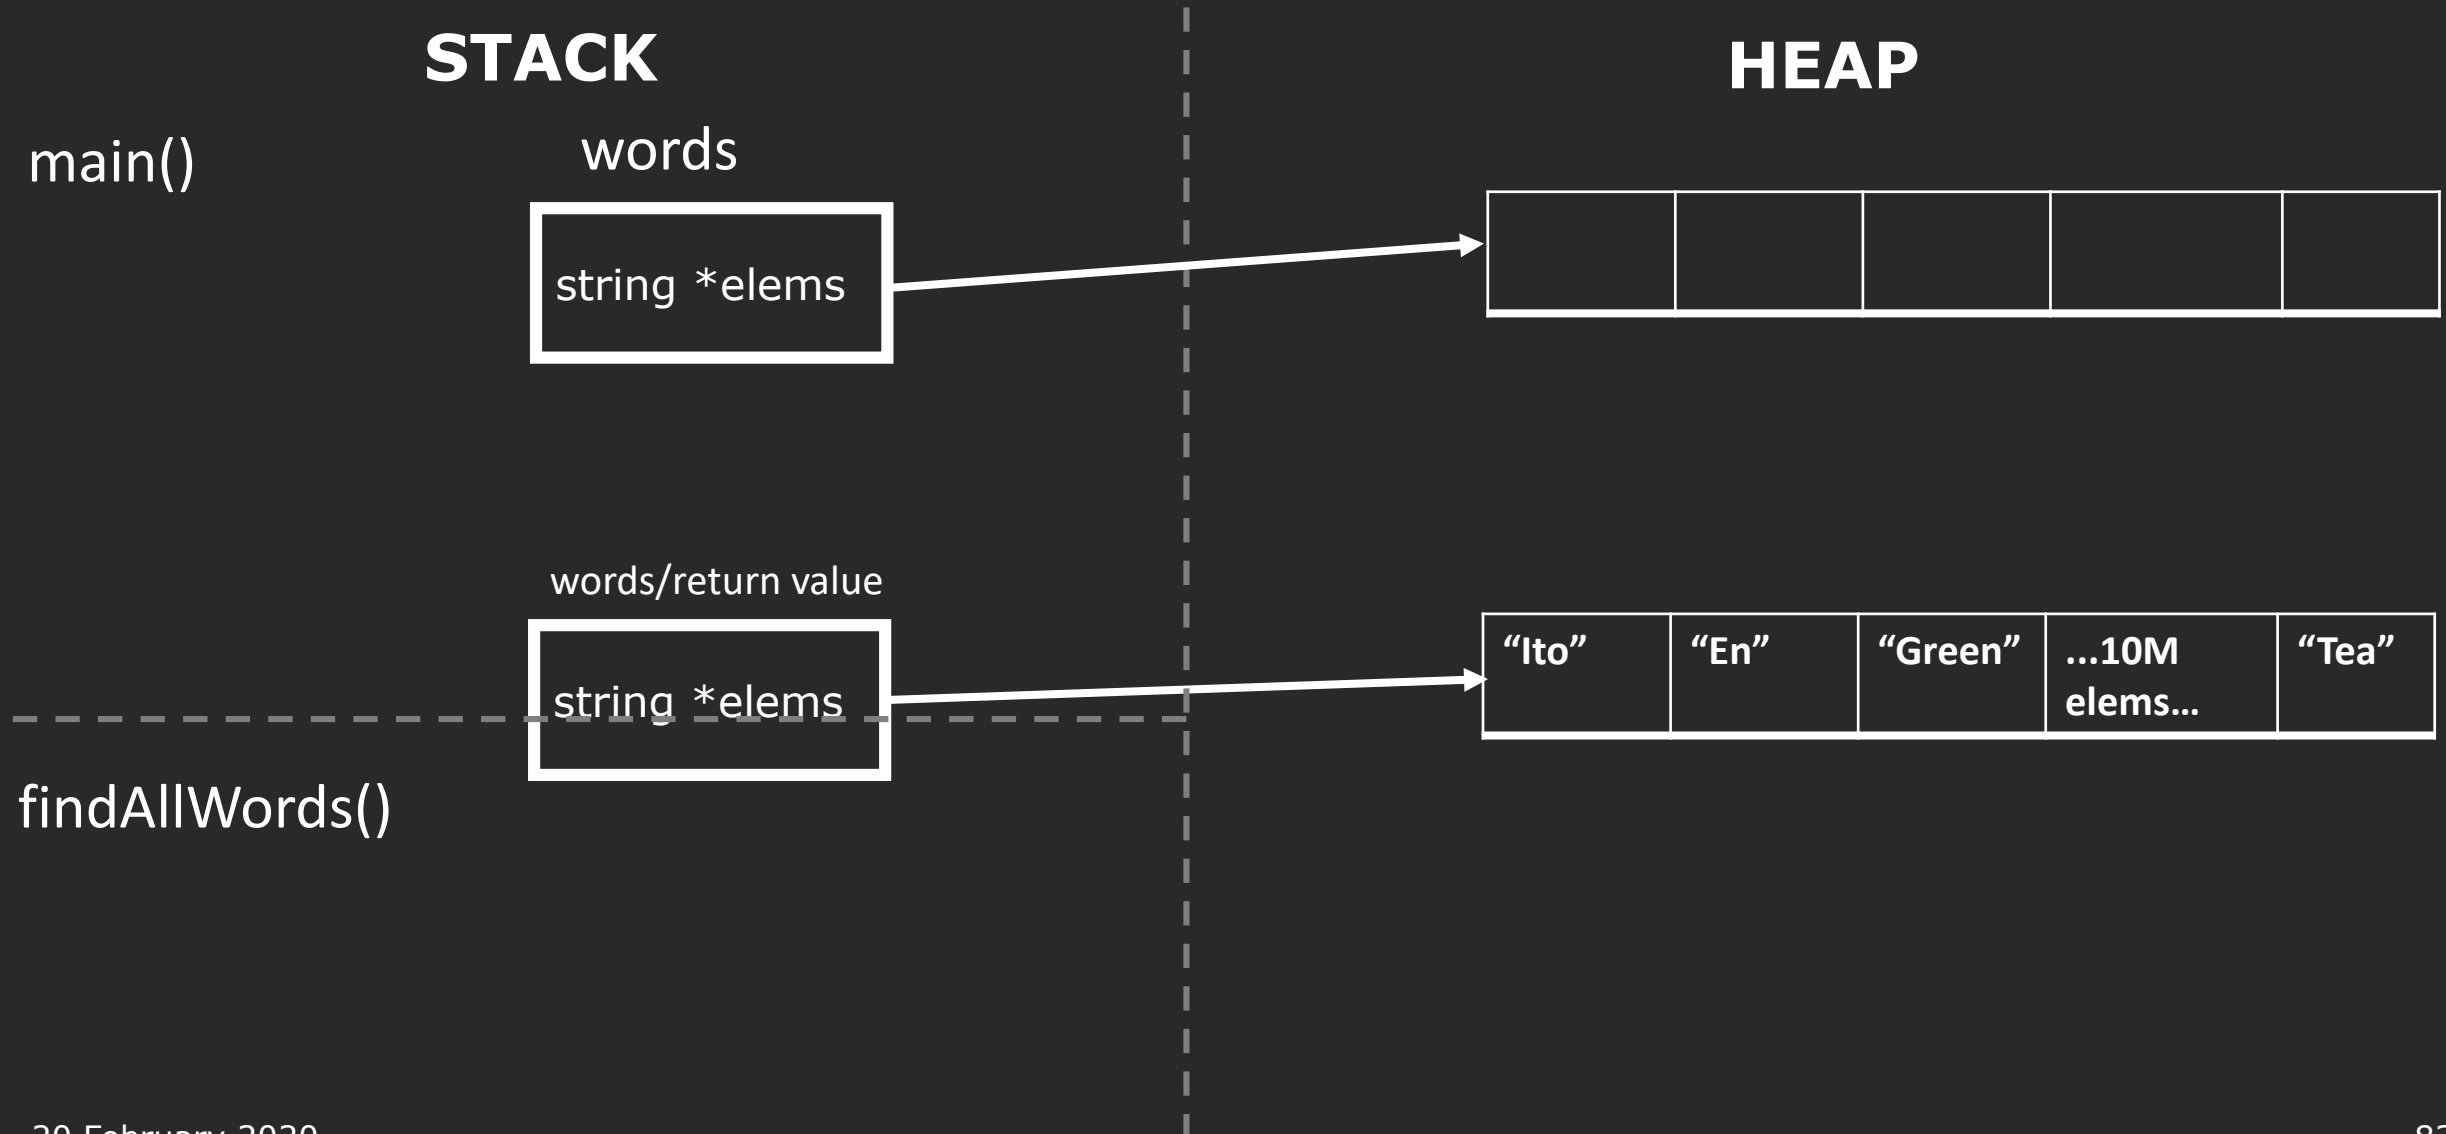 STACK
HEAP
main()
words
string *elems
words/return value
string *elems
“Ito” “En” “Green” ...10M “Tea”
elems...
findAllWords()